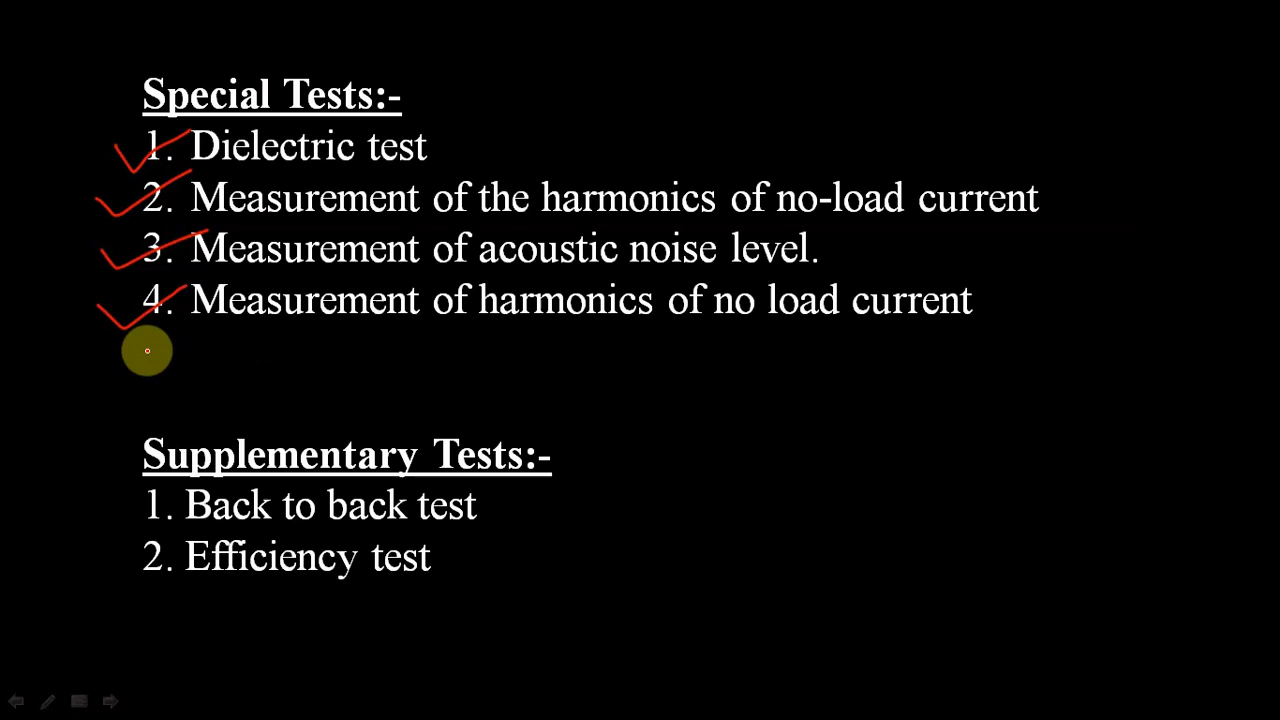 Special Tests:-
1. Dielectric test
2. Measurement of the harmonics of no-load current
3. Measurement of acoustic noise level.
4. Measurement of harmonics of no load current
Supplementary Tests:-
1. Back to back test
2. Efficiency test